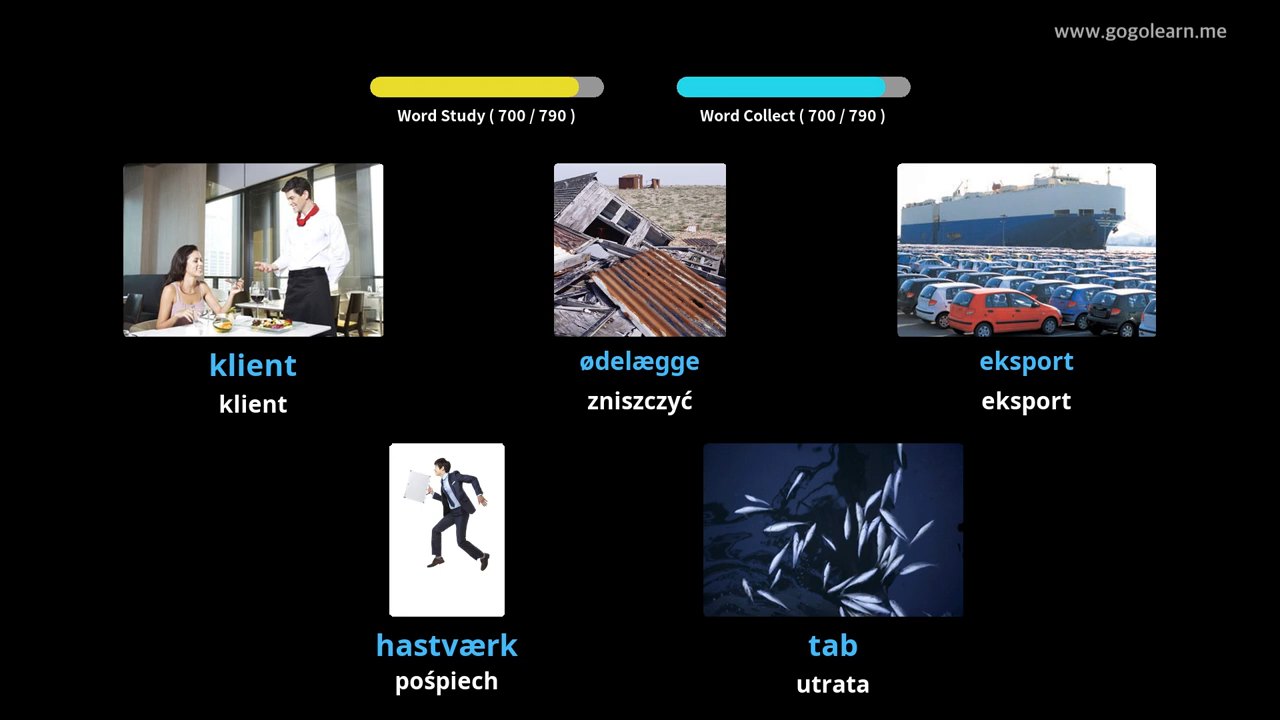 www.gogolearn.me
Word Study ( 700 / 790 )
Word Collect ( 700 / 790 )
klient
klient
ødelægge
zniszczyć
eksport
eksport
hastværk
pośpiech
tab
utrata